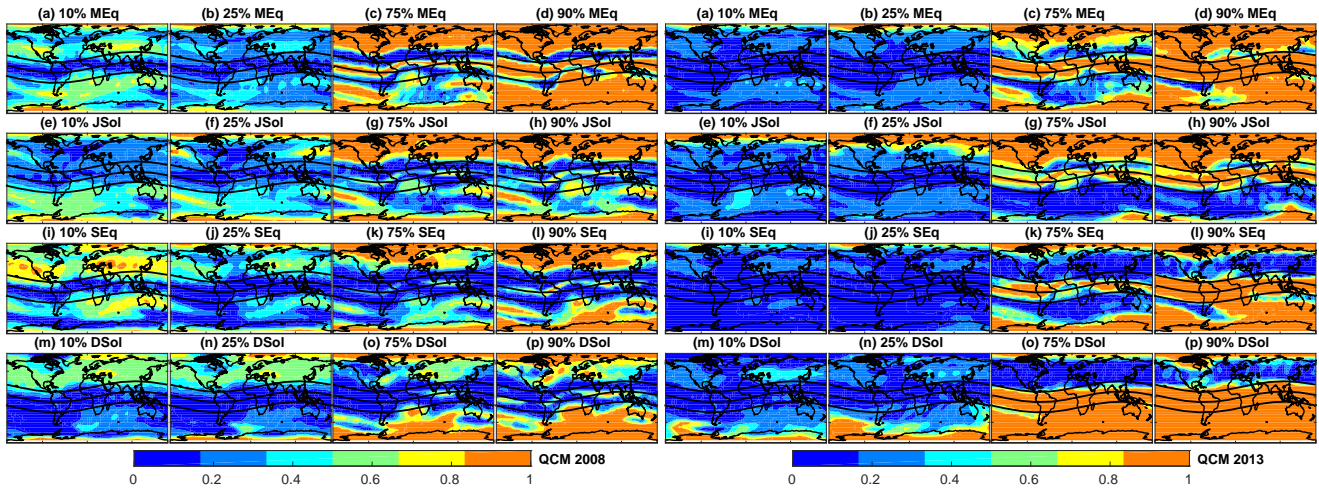 (a) 10% MEq (b) 25% MEq (c) 75% MEq (d) 90% MEq (a) 10% MEq (b) 25% MEq (c) 75% MEq (d) 90% MEq
(e) 10% JSol (f) 25% JSol (g) 75% JSol (h) 90% JSol (e) 10% JSol (f) 25% JSol (g) 75% JSol (h) 90% JSol
(i) 10% SEq (j) 25% SEq (k) 75% SEq (l) 90% SEq (i) 10% SEq (j) 25% SEq (k) 75% SEq (l) 90% SEq
(m) 10% DSol (n) 25% DSol (o) 75% DSol (p) 90% DSol (m) 10% DSol (n) 25% DSol (o) 75% DSol (p) 90% DSol
QCM 2008 QCM 2013
0 0.2 0.4 0.6 0.8 1 0 0.2 0.4 0.6 0.8 1